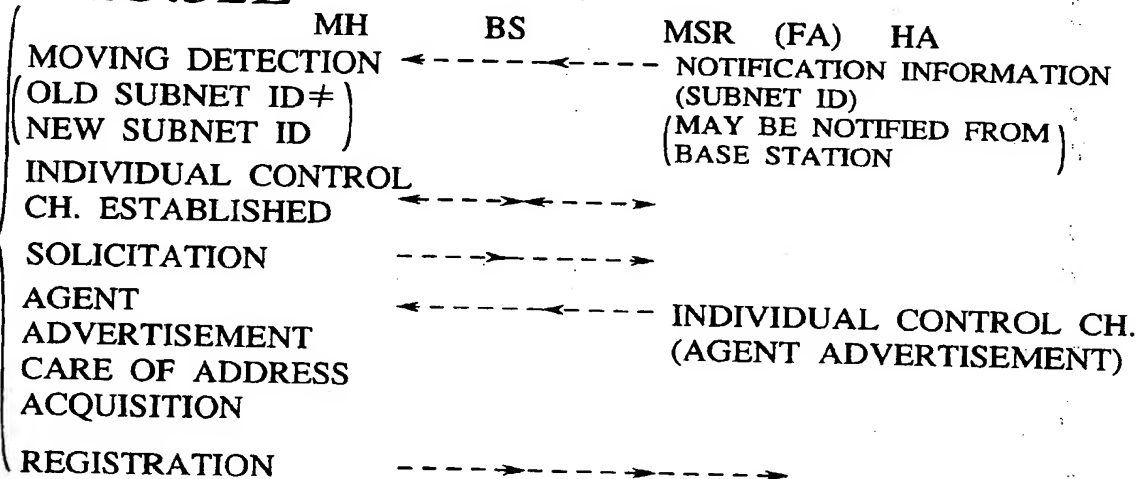 MH BS MSR (FA) HA
MOVING DETECTION NOTIFICATION INFORMATION
(OLD SUBNET ID≠ (SUBNET ID)
NEW SUBNET ID) (MAY BE NOTIFIED FROM
BASE STATION)
INDIVIDUAL CONTROL
CH. ESTABLISHED
SOLICITATION
AGENT INDIVIDUAL CONTROL CH.
ADVERTISEMENT (AGENT ADVERTISEMENT)
CARE OF ADDRESS
ACQUISITION
REGISTRATION